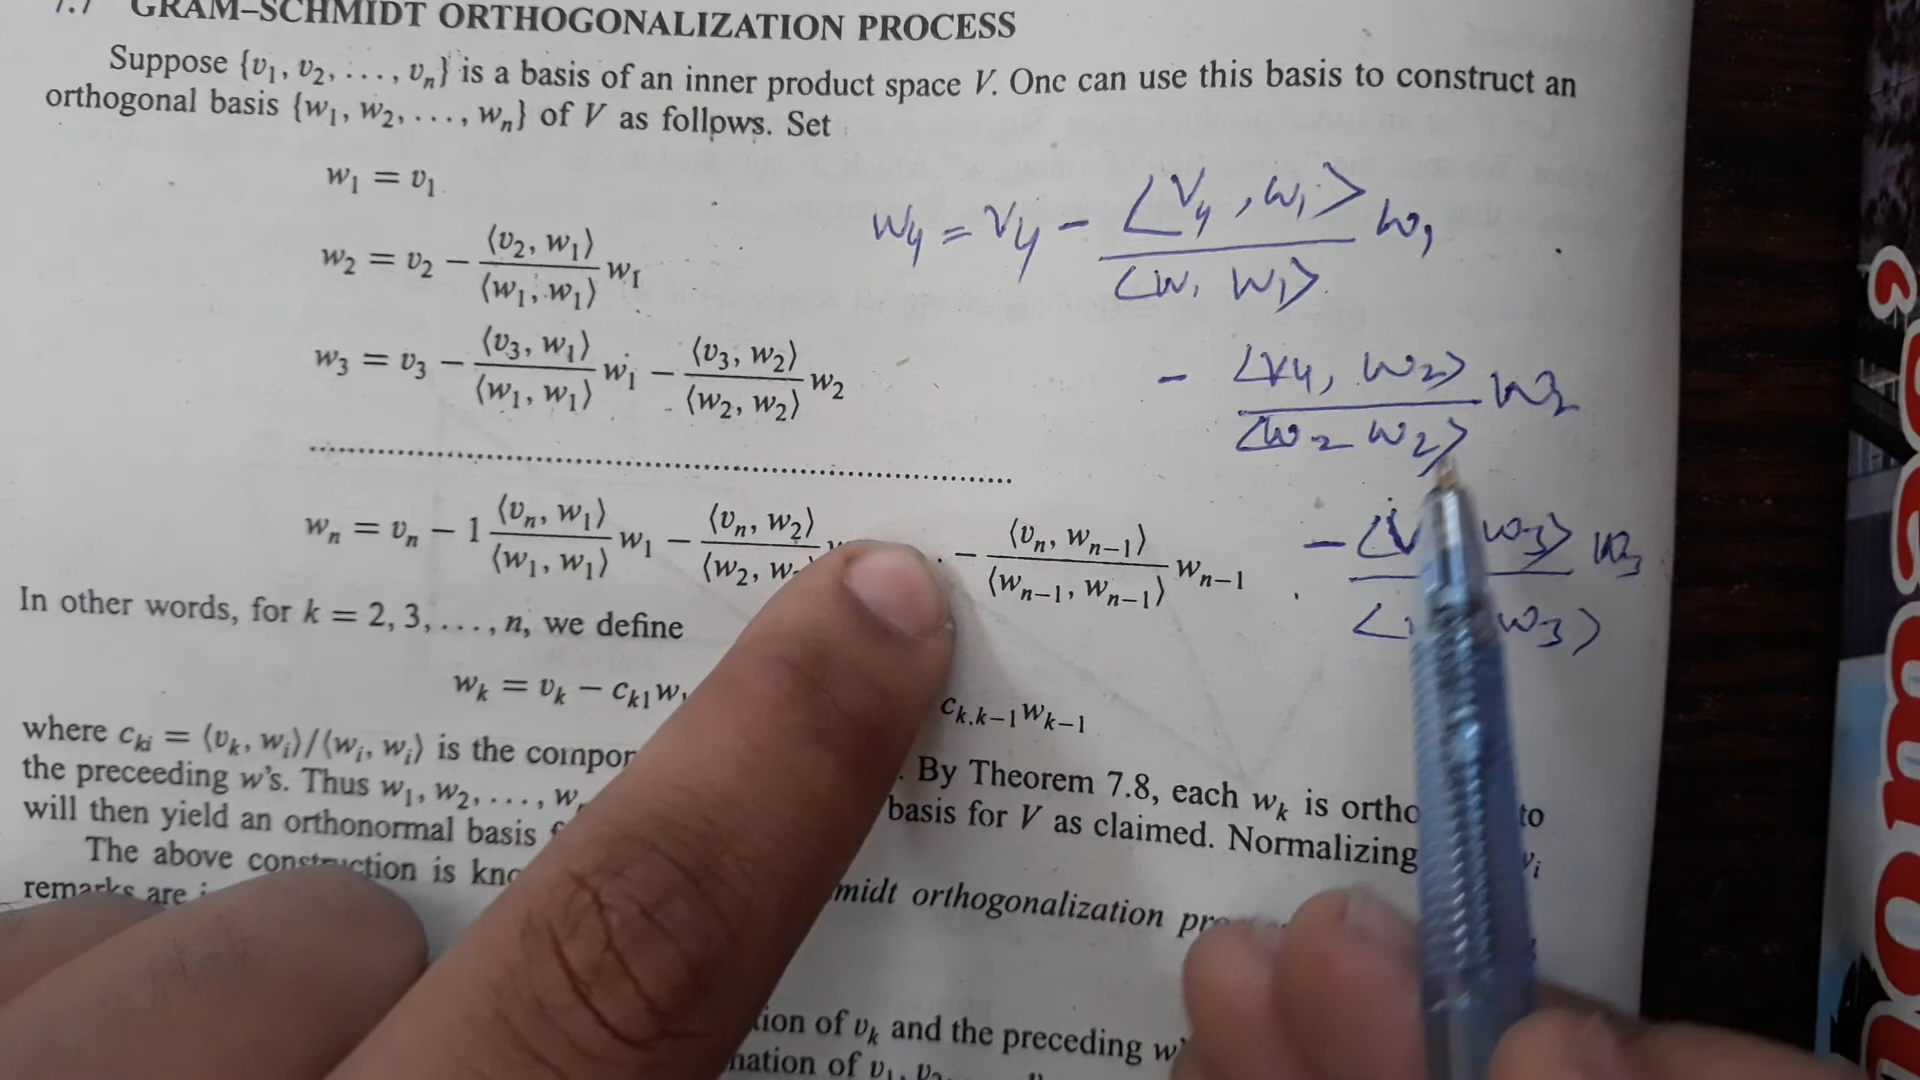 7.7 GRAM–SCHMIDT ORTHOGONALIZATION PROCESS
Suppose {v₁, v₂, . . . , vₙ} is a basis of an inner product space V. One can use this basis to construct an
orthogonal basis {w₁, w₂, . . . , wₙ} of V as follows. Set
w₁ = v₁
w₂ = v₂ − ⟨v₂, w₁⟩/⟨w₁, w₁⟩ w₁
w₃ = v₃ − ⟨v₃, w₁⟩/⟨w₁, w₁⟩ w₁ − ⟨v₃, w₂⟩/⟨w₂, w₂⟩ w₂
wₙ = vₙ − 1 ⟨vₙ, w₁⟩/⟨w₁, w₁⟩ w₁ − ⟨vₙ, w₂⟩/⟨w₂, w . − ⟨vₙ, wₙ₋₁⟩/⟨wₙ₋₁, wₙ₋₁⟩ wₙ₋₁
w₄ = v₄ − ⟨v₄, w₁⟩/⟨w₁ w₁⟩ w₁
− ⟨v₄, w₂⟩/⟨w₂ w₂⟩ w₂
− ⟨v w₃⟩/⟨ w₃⟩ w₃
In other words, for k = 2, 3, . . . , n, we define
wₖ = vₖ − cₖ₁w₁ cₖ,ₖ₋₁wₖ₋₁
where cₖᵢ = ⟨vₖ, wᵢ⟩/⟨wᵢ, wᵢ⟩ is the . By Theorem 7.8, each wₖ is to
the preceeding w's. Thus w₁, w₂, . . . , w basis for V as claimed. Normalizing
will then yield an orthonormal basis
The above construction is midt orthogonalization
remarks are
of vₖ and the preceding
of v₁, v₂